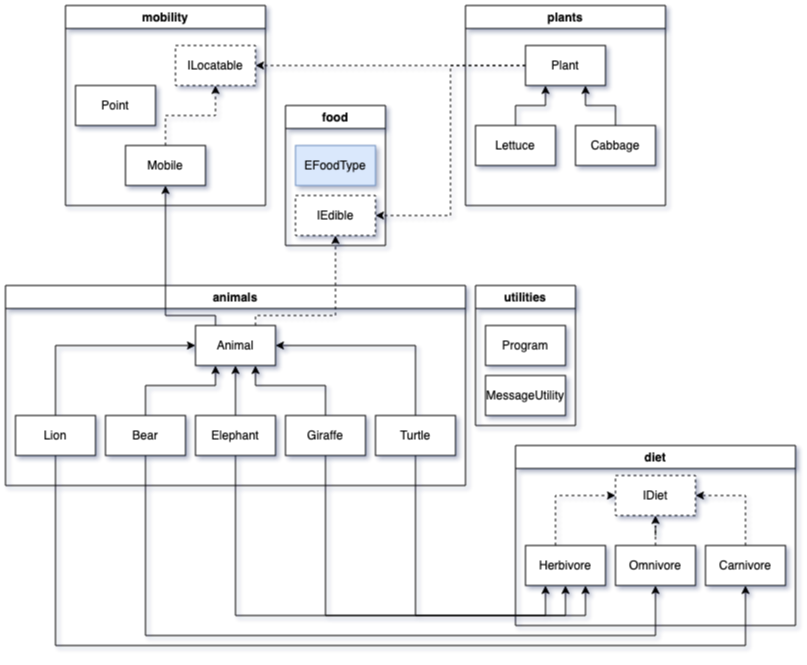 mobility
plants
ILocatable
Plant
Point
food
Lettuce
Cabbage
Mobile
EFoodType
IEdible
animals
utilities
Animal
Program
MessageUtility
Lion
Bear
Elephant
Giraffe
Turtle
diet
IDiet
Herbivore
Omnivore
Carnivore